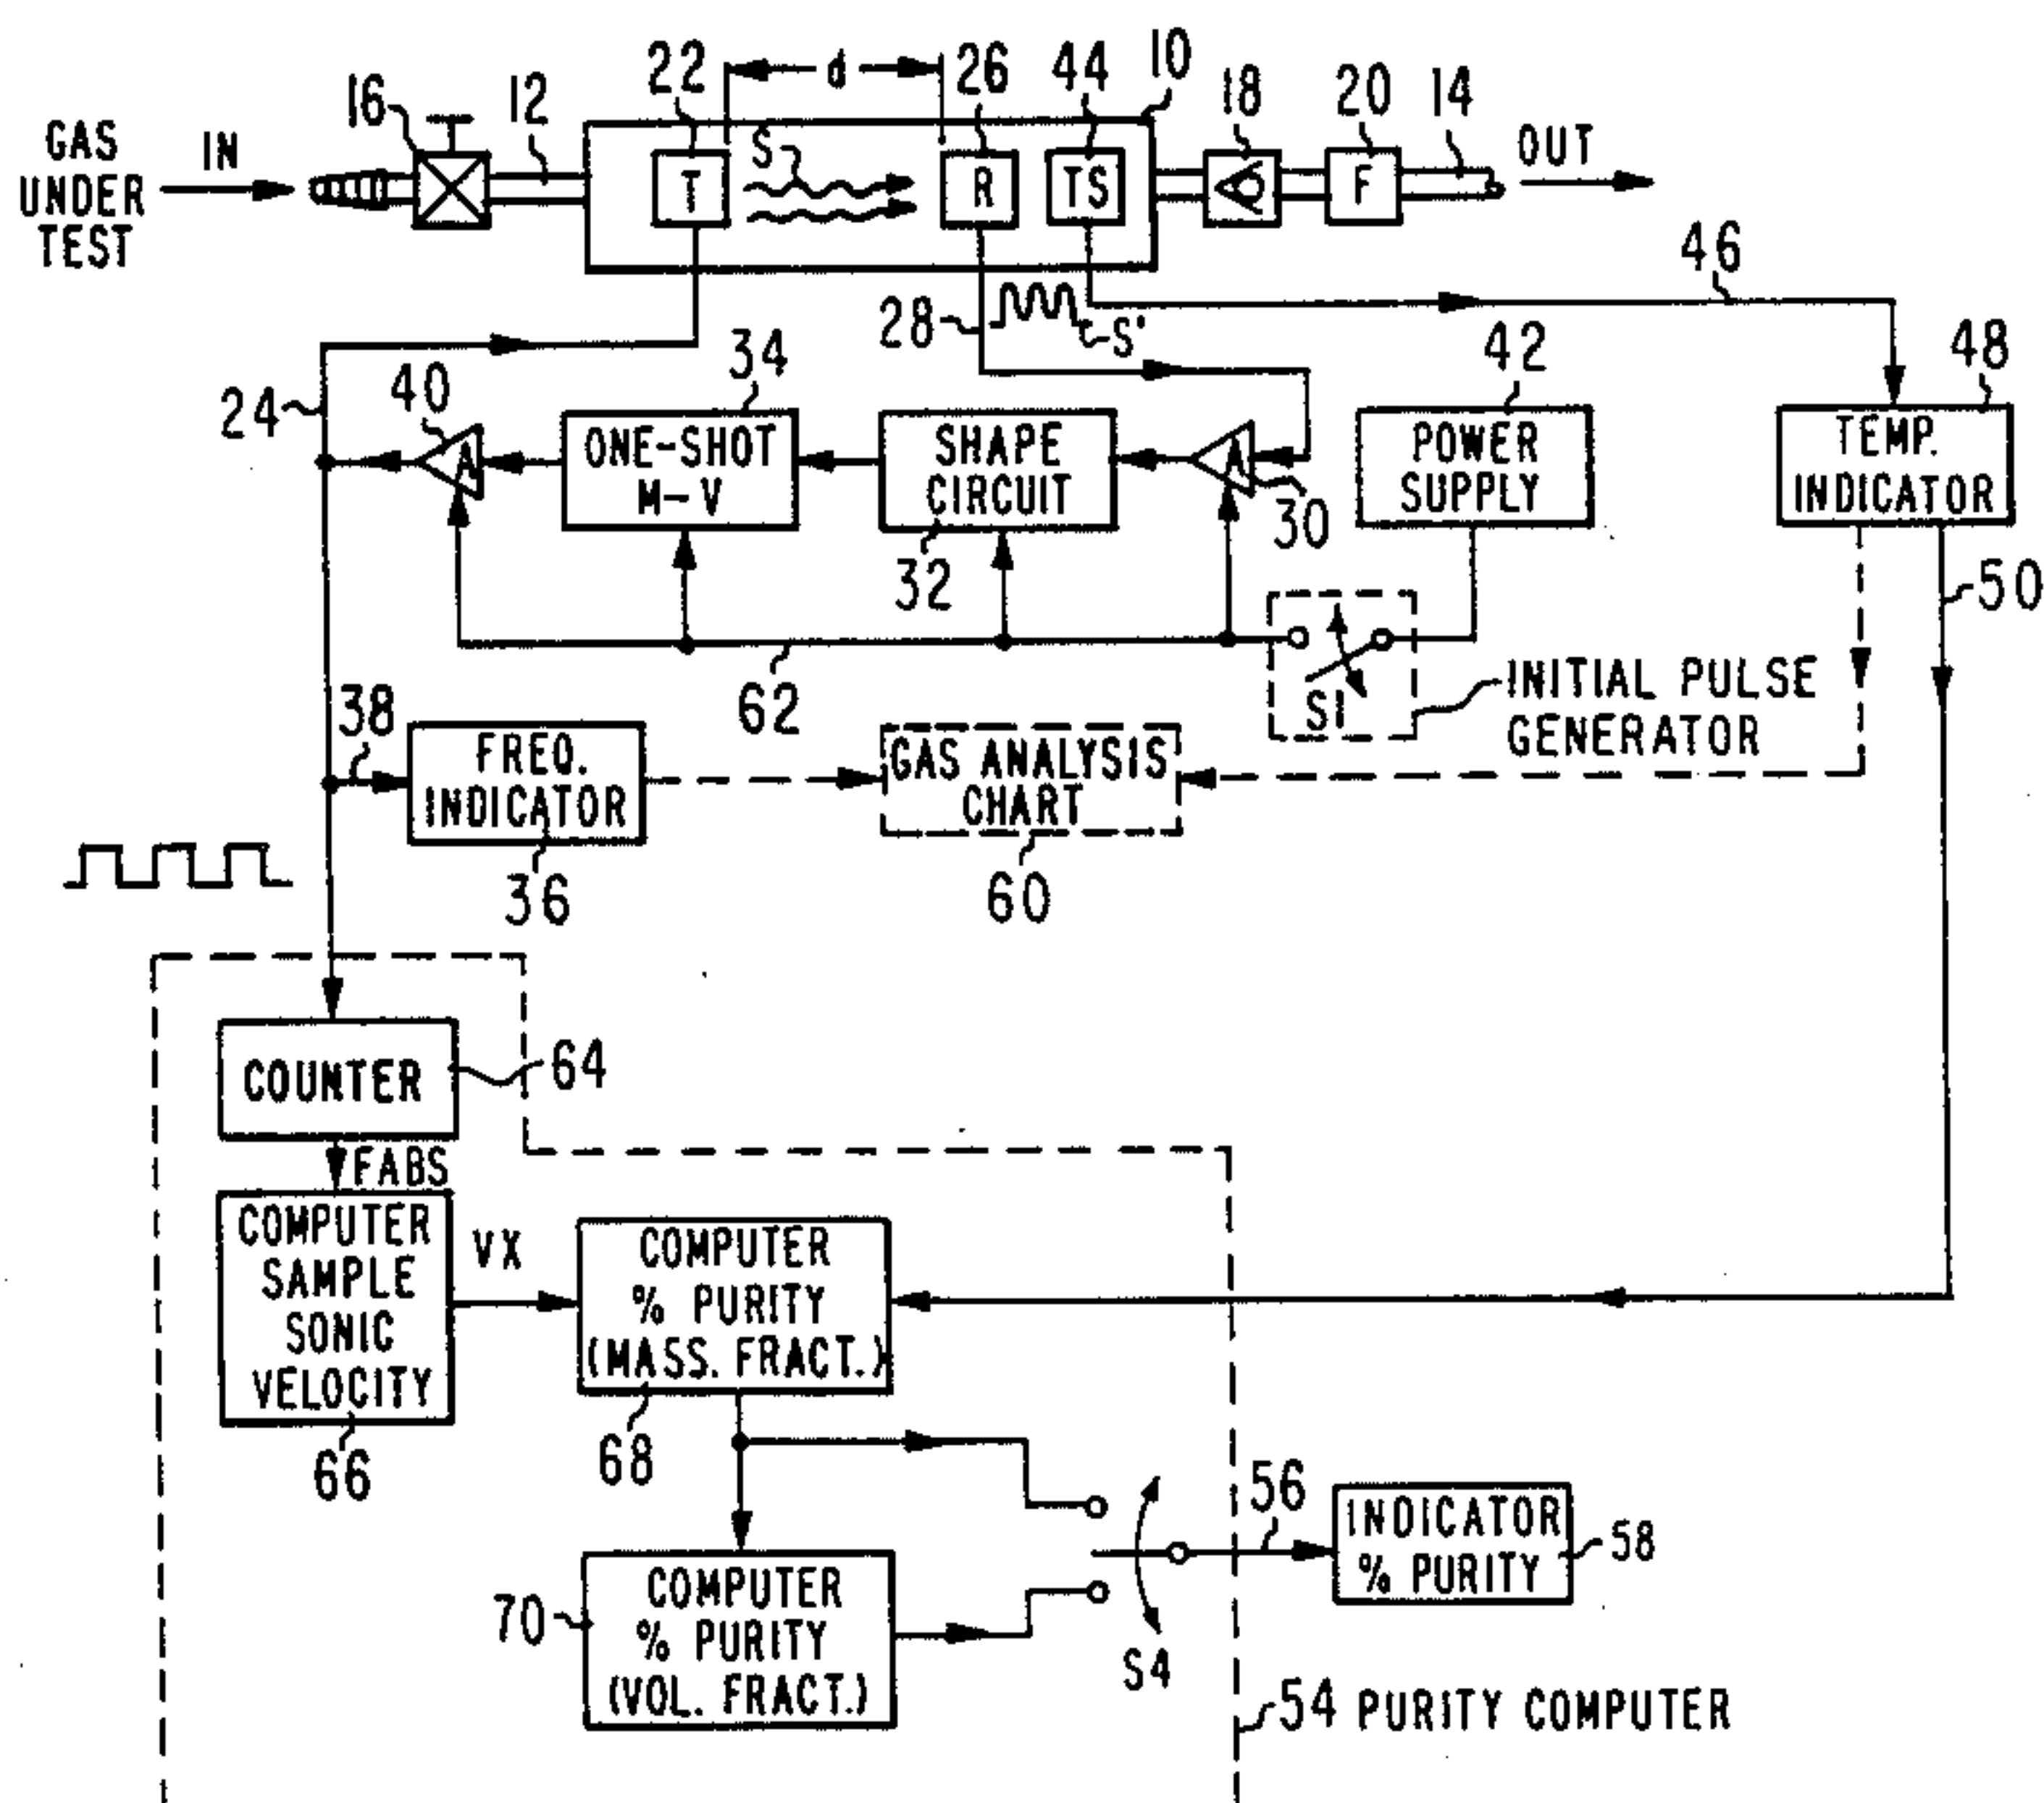 22
d
26
44
10
16
12
18
20
14
GAS
UNDER
TEST
IN
S
T
R
TS
F
OUT
46
28
S'
34
42
48
24
40
A
ONE-SHOT
M-V
SHAPE
CIRCUIT
A
POWER
SUPPLY
TEMP.
INDICATOR
30
32
50
62
S1
INITIAL PULSE
GENERATOR
38
FREQ.
INDICATOR
GAS ANALYSIS
CHART
36
60
COUNTER
64
FABS
COMPUTER
SAMPLE
SONIC
VELOCITY
VX
COMPUTER
% PURITY
(MASS. FRACT.)
66
68
56
INDICATOR
% PURITY
58
70
COMPUTER
% PURITY
(VOL. FRACT.)
S4
54 PURITY COMPUTER